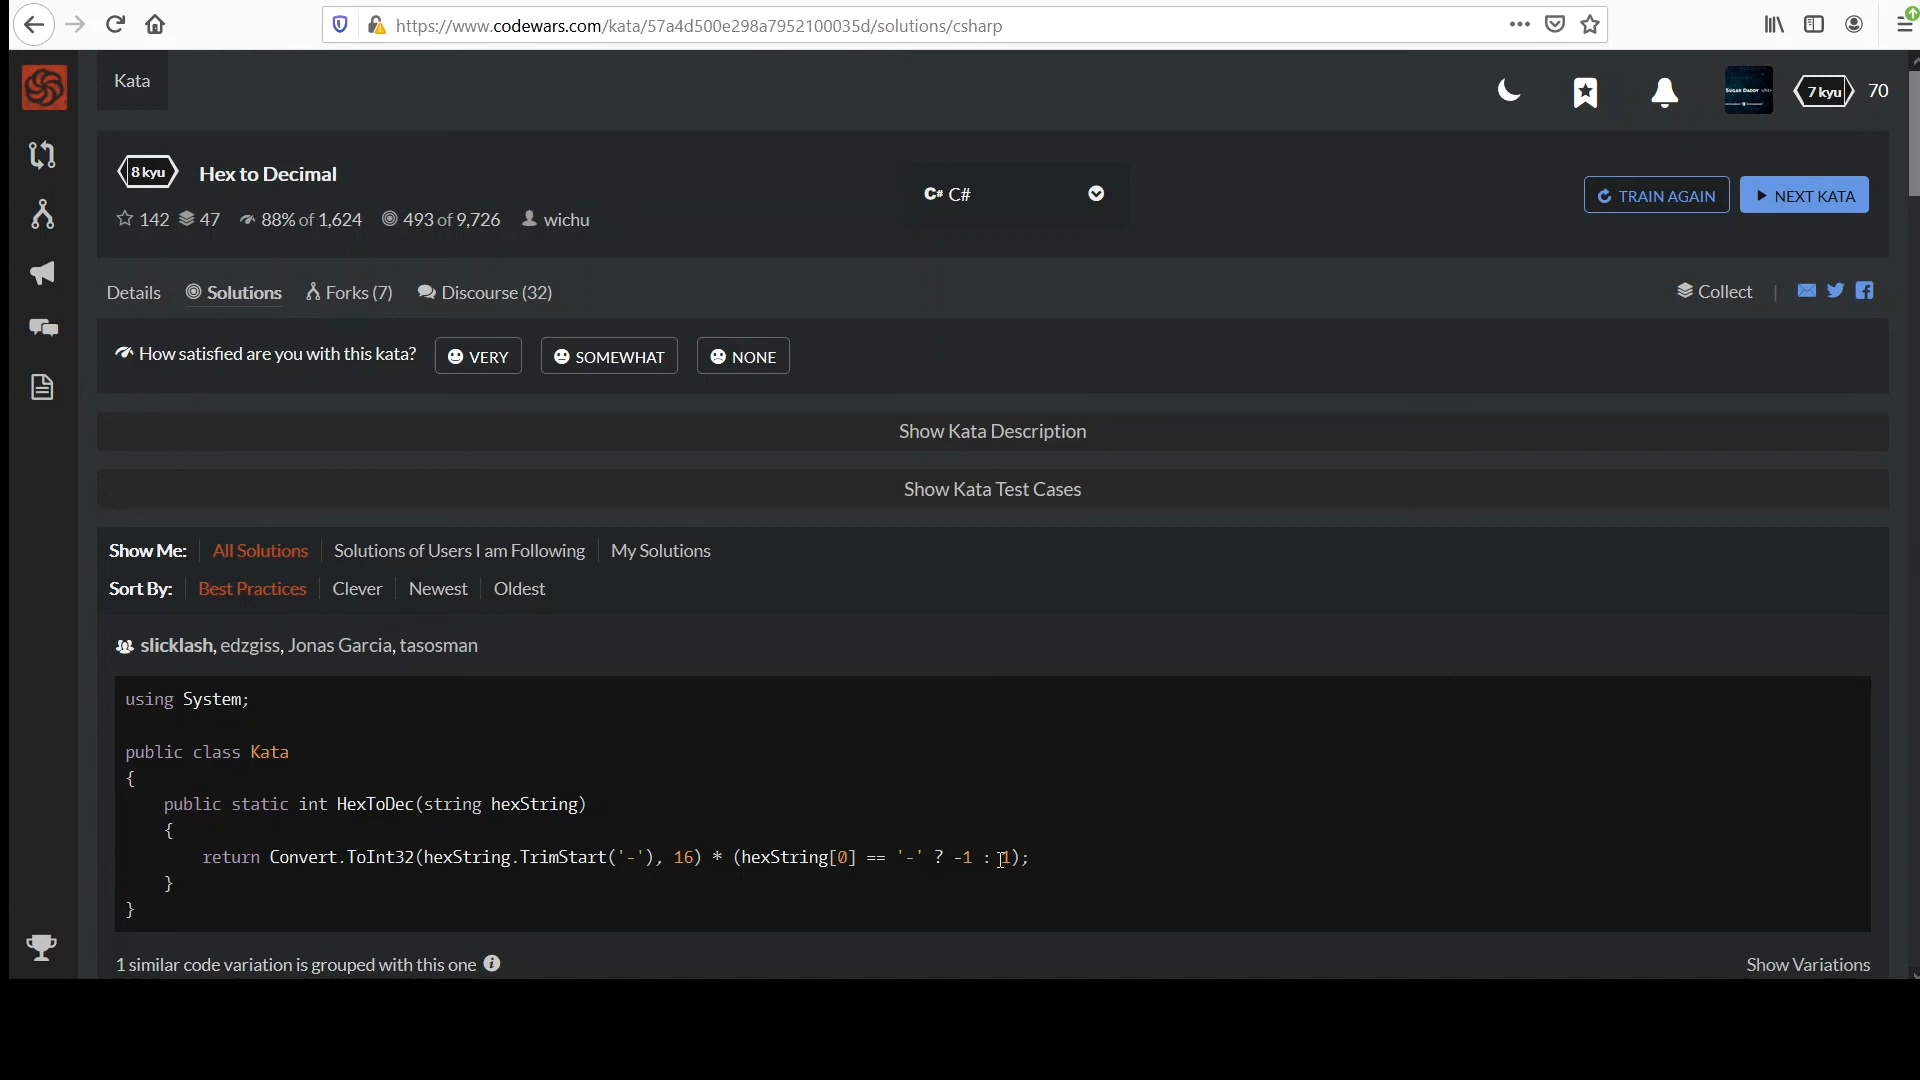 https://www.codewars.com/kata/57a4d500e298a7952100035d/solutions/csharp
Kata
SUGAR DADDY
7 kyu
70
8 kyu
Hex to Decimal
C# C#
TRAIN AGAIN
NEXT KATA
142 47 88% of 1,624 493 of 9,726 wichu
Details Solutions Forks (7) Discourse (32)
Collect |
How satisfied are you with this kata? VERY SOMEWHAT NONE
Show Kata Description
Show Kata Test Cases
Show Me: All Solutions Solutions of Users I am Following My Solutions
Sort By: Best Practices Clever Newest Oldest
slicklash, edzgiss, Jonas Garcia, tasosman
using System;
public class Kata
{
public static int HexToDec(string hexString)
{
return Convert.ToInt32(hexString.TrimStart('-'), 16) * (hexString[0] == '-' ? -1 : 1);
}
}
1 similar code variation is grouped with this one
Show Variations